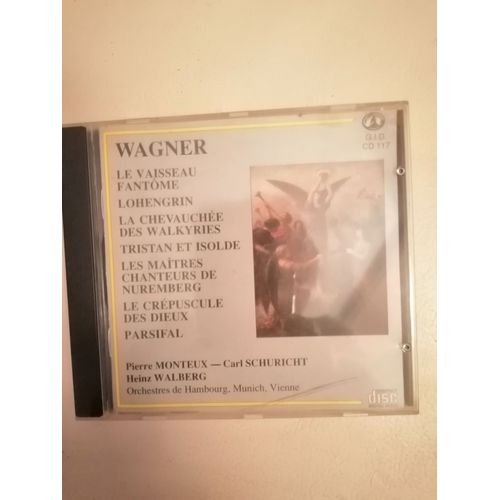 WAGNER
LE VAISSEAU
FANTÔME
LOHENGRIN
LA CHEVAUCHÉE
DES WALKYRIES
TRISTAN ET ISOLDE
LES MAÎTRES
CHANTEURS DE
NUREMBERG
LE CRÉPUSCULE
DES DIEUX
PARSIFAL
Pierre MONTEUX — Carl SCHURICHT
Heinz WALBERG
Orchestres de Hambourg, Munich, Vienne
G.I.D
CD 117
COMPACT
disc